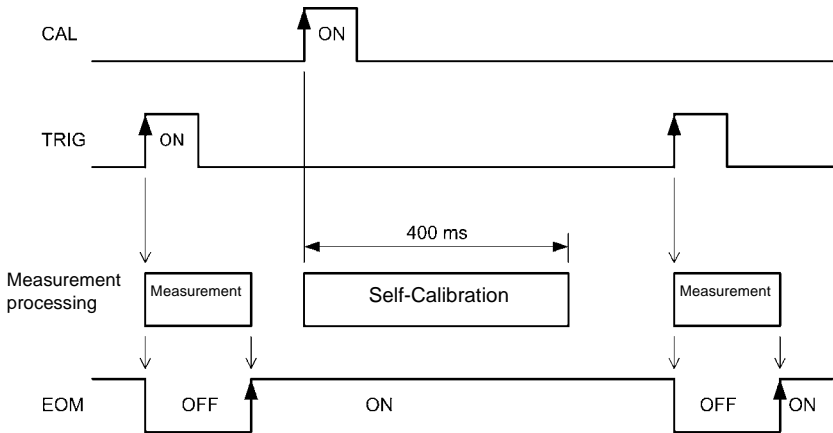 CAL
ON
TRIG
ON
400 ms
Measurement
processing
Measurement
Self-Calibration
Measurement
EOM
OFF
ON
OFF
ON